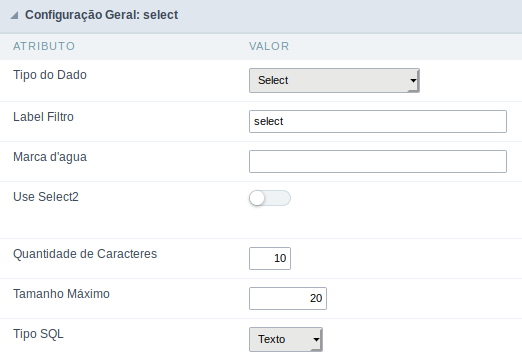 Configuração Geral: select
ATRIBUTO VALOR
Tipo do Dado Select
Label Filtro select
Marca d'agua
Use Select2
Quantidade de Caracteres 10
Tamanho Máximo 20
Tipo SQL Texto